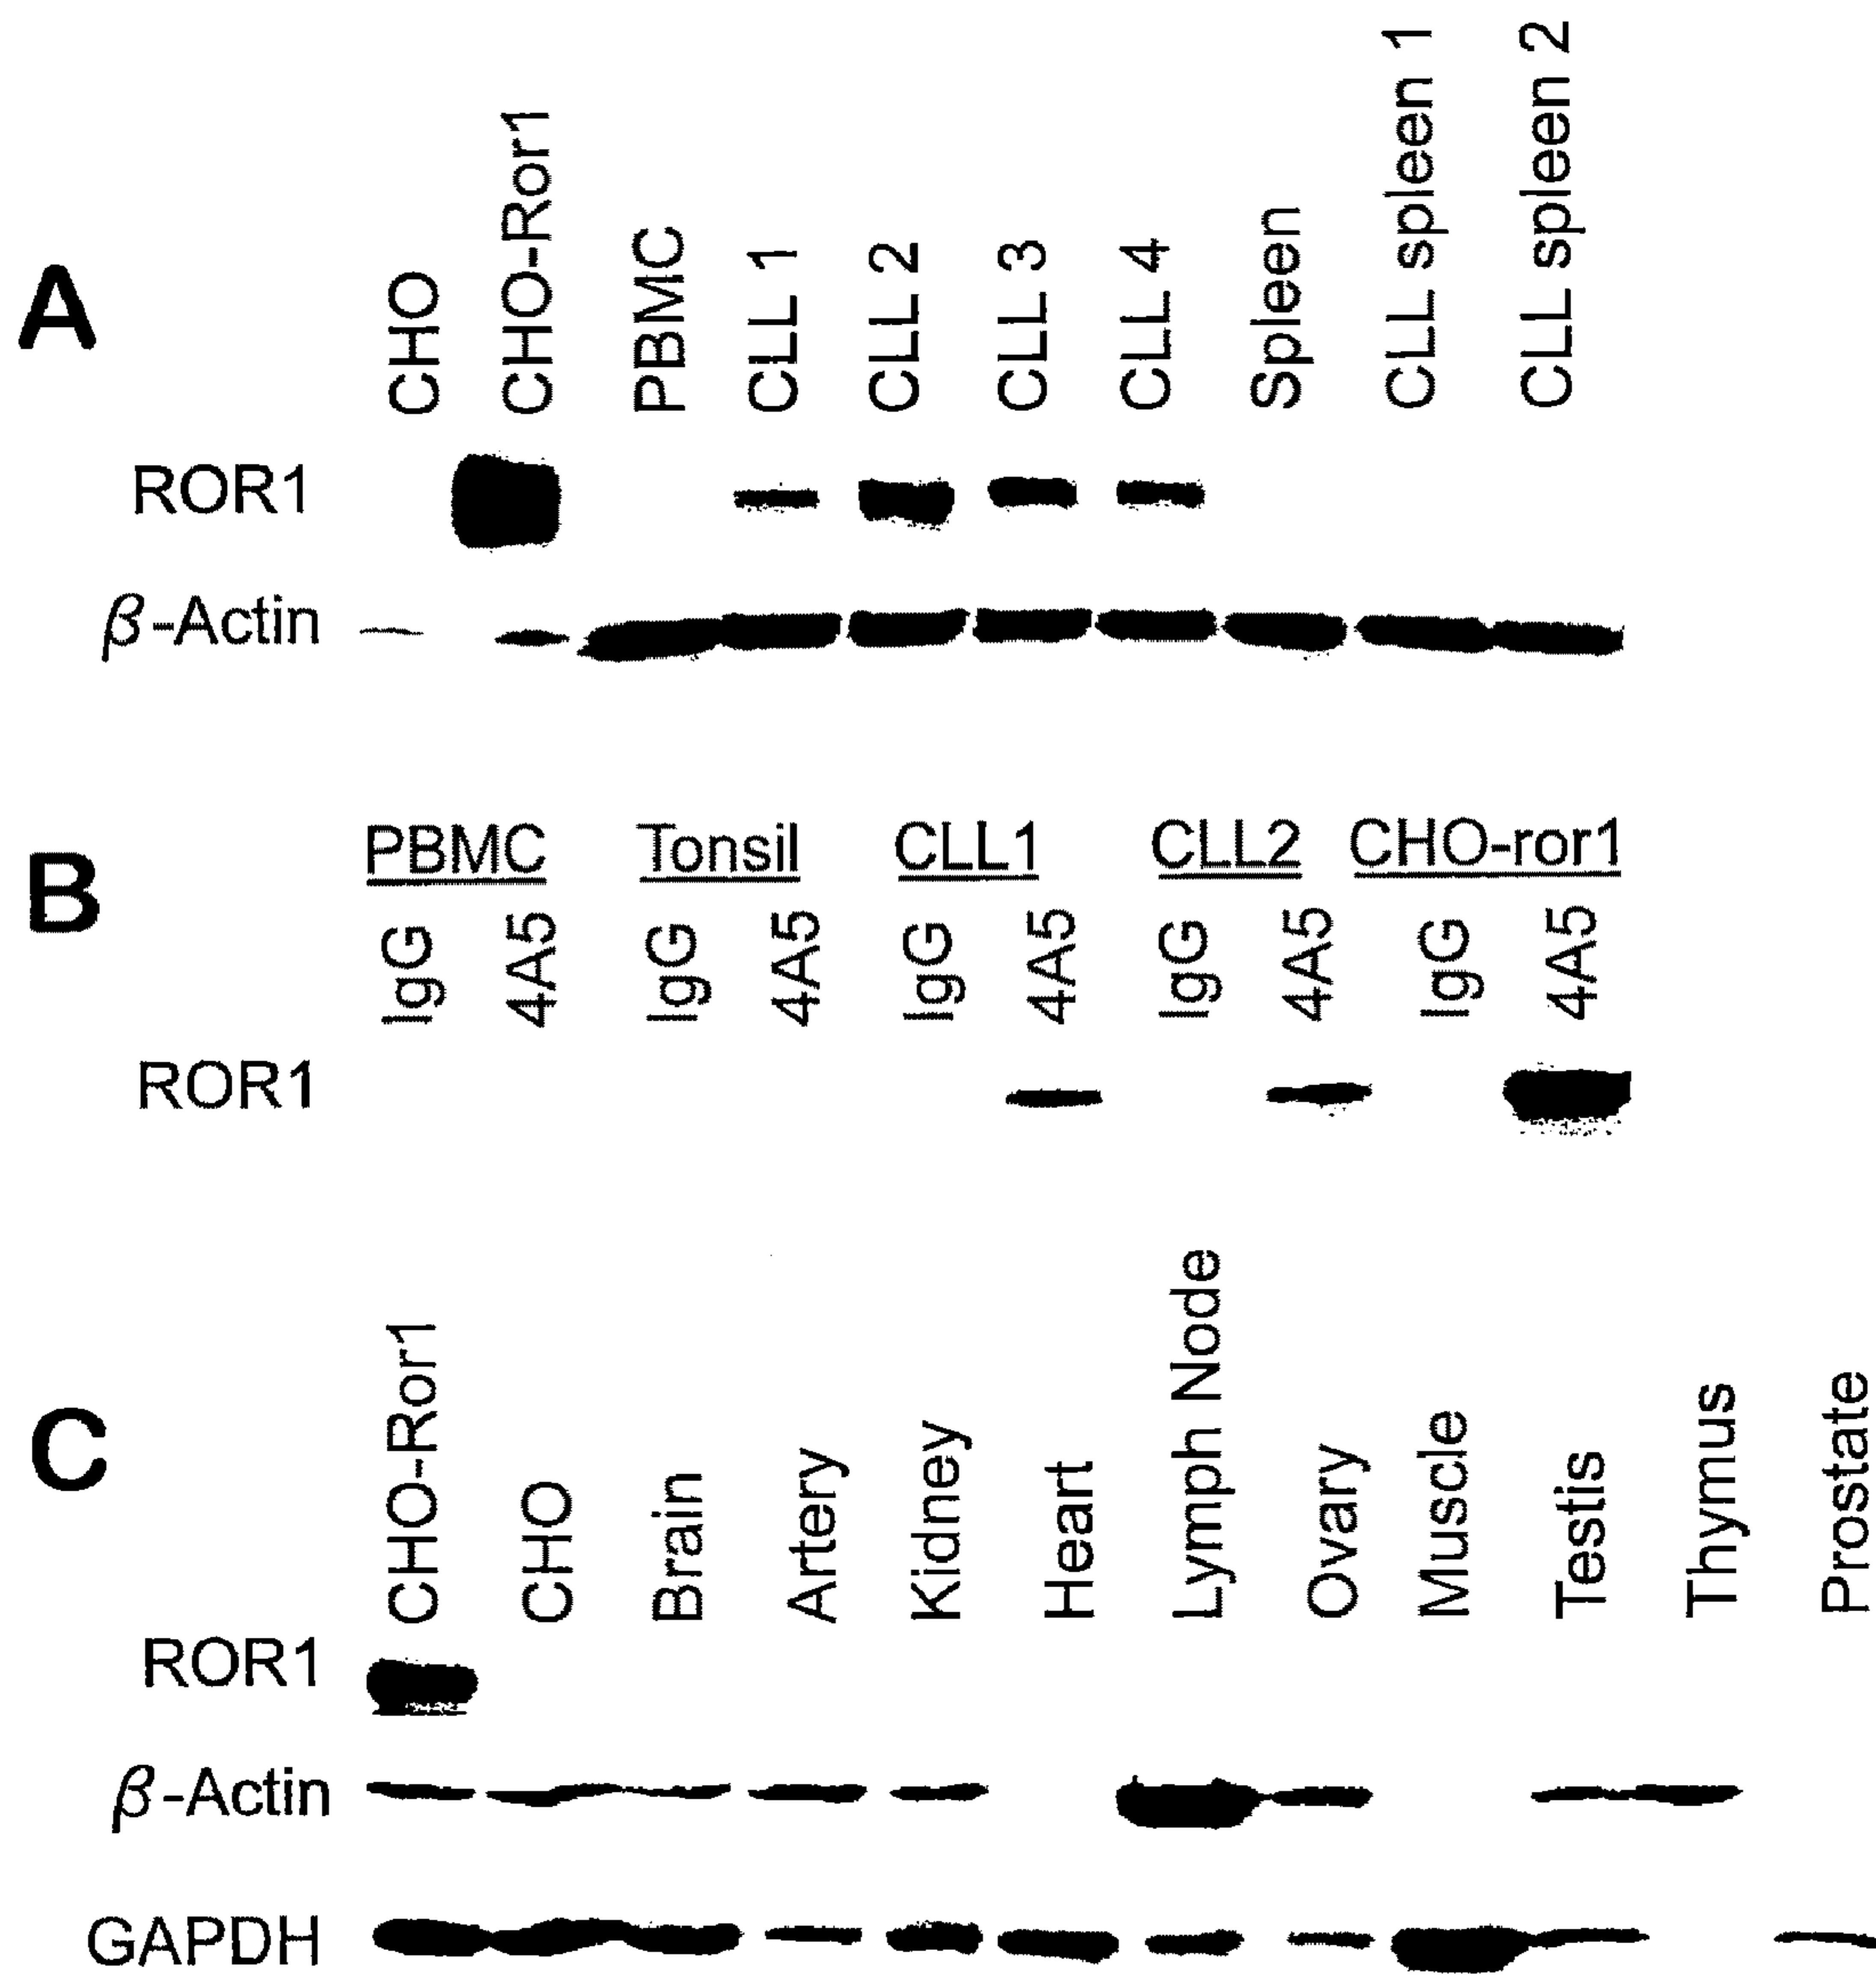 A
CHO CHO-Ror1 PBMC CLL 1 CLL 2 CLL 3 CLL 4 Spleen CLL spleen 1 CLL spleen 2
ROR1
β-Actin
B
PBMC Tonsil CLL1 CLL2 CHO-ror1
IgG 4A5 IgG 4A5 IgG 4A5 IgG 4A5 IgG 4A5
ROR1
C
CHO-Ror1 CHO Brain Artery Kidney Heart Lymph Node Ovary Muscle Testis Thymus Prostate
ROR1
β-Actin
GAPDH